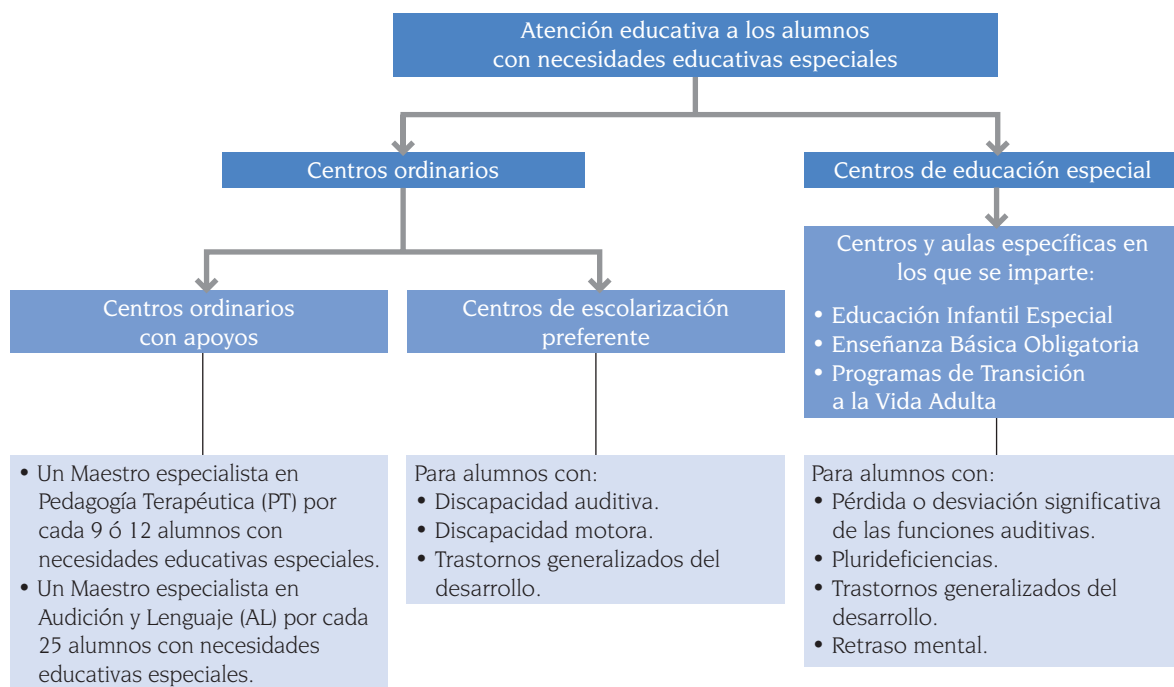 Atención educativa a los alumnos
con necesidades educativas especiales
Centros ordinarios
Centros de educación especial
Centros ordinarios
con apoyos
Centros de escolarización
preferente
Centros y aulas específicas en
los que se imparte:
• Educación Infantil Especial
• Enseñanza Básica Obligatoria
• Programas de Transición
a la Vida Adulta
• Un Maestro especialista en
Pedagogía Terapéutica (PT) por
cada 9 ó 12 alumnos con
necesidades educativas especiales.
• Un Maestro especialista en
Audición y Lenguaje (AL) por cada
25 alumnos con necesidades
educativas especiales.
Para alumnos con:
• Discapacidad auditiva.
• Discapacidad motora.
• Trastornos generalizados del
desarrollo.
Para alumnos con:
• Pérdida o desviación significativa
de las funciones auditivas.
• Plurideficiencias.
• Trastornos generalizados del
desarrollo.
• Retraso mental.